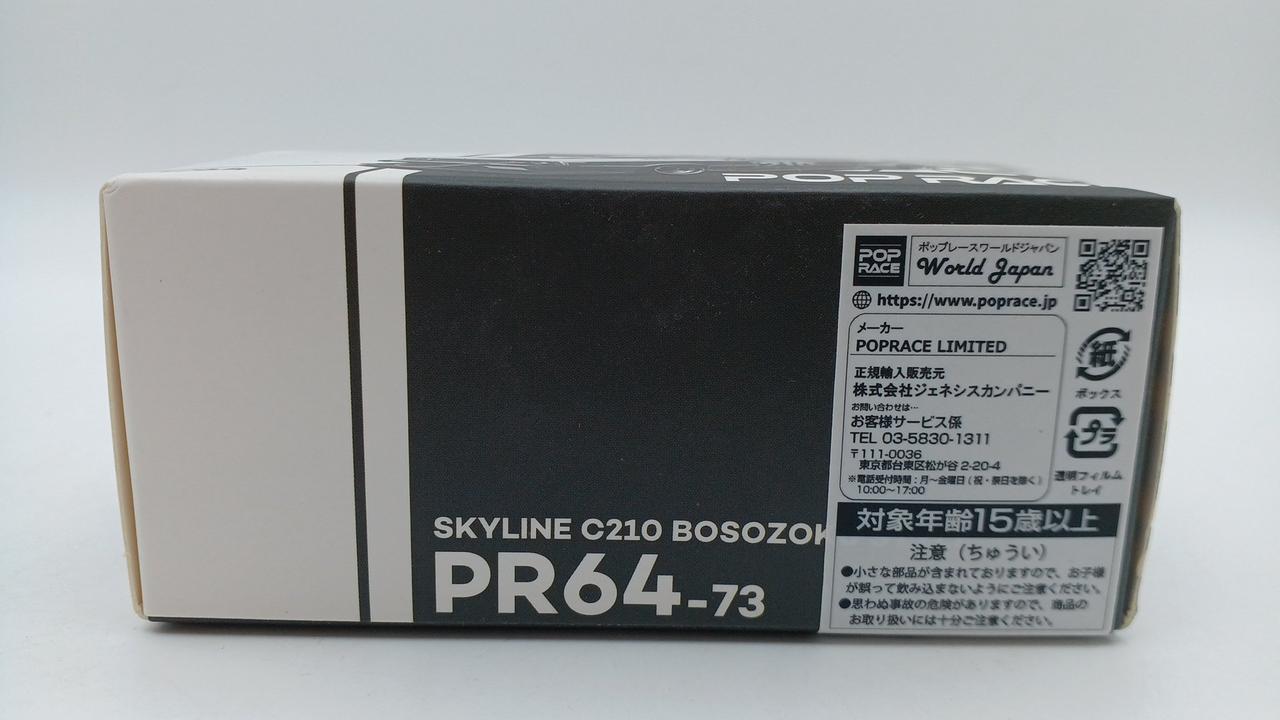 POP RAC
SKYLINE C210 BOSOZOK
PR64-73
POP
RACE
ポップレースワールドジャパン
World Japan
https://www.poprace.jp
メーカー
POPRACE LIMITED
正規輸入販売元
株式会社ジェネシスカンパニー
お問い合わせは…
お客様サービス係
TEL 03-5830-1311
〒111-0036
東京都台東区松が谷 2-20-4
※電話受付時間：月〜金曜日（祝・祭日を除く）
10:00〜17:00
紙
ボックス
プラ
透明フィルム
トレイ
対象年齢15歳以上
注意（ちゅうい）
●小さな部品が含まれておりますので、お子様
が誤って飲み込まないようにご注意ください。
●思わぬ事故の危険がありますので、商品の
お取り扱いには十分ご注意ください。